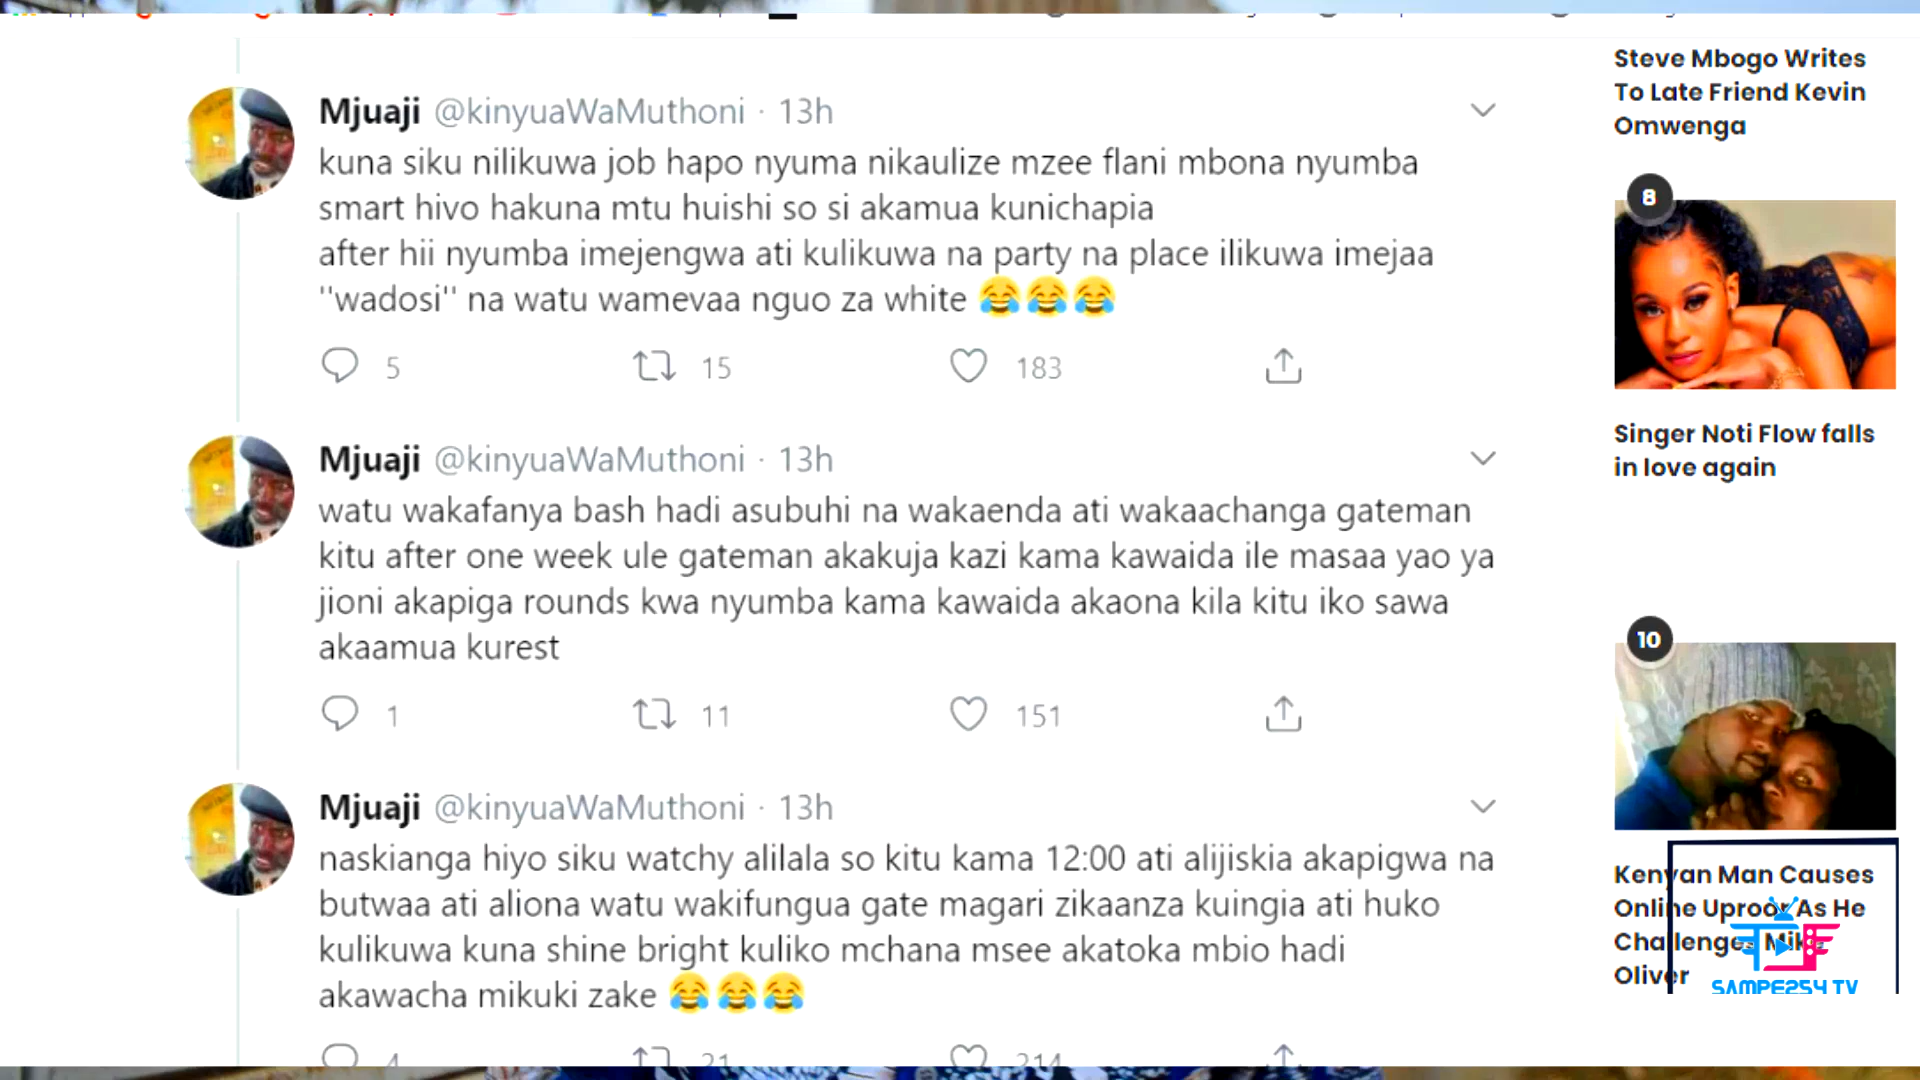 Mjuaji @kinyuaWaMuthoni · 13h
kuna siku nilikuwa job hapo nyuma nikaulize mzee flani mbona nyumba
smart hivo hakuna mtu huishi so si akamua kunichapia
after hii nyumba imejengwa ati kulikuwa na party na place ilikuwa imejaa
''wadosi'' na watu wamevaa nguo za white 😂😂😂
5 15 183
Mjuaji @kinyuaWaMuthoni · 13h
watu wakafanya bash hadi asubuhi na wakaenda ati wakaachanga gateman
kitu after one week ule gateman akakuja kazi kama kawaida ile masaa yao ya
jioni akapiga rounds kwa nyumba kama kawaida akaona kila kitu iko sawa
akaamua kurest
1 11 151
Mjuaji @kinyuaWaMuthoni · 13h
naskianga hiyo siku watchy alilala so kitu kama 12:00 ati alijiskia akapigwa na
butwaa ati aliona watu wakifungua gate magari zikaanza kuingia ati huko
kulikuwa kuna shine bright kuliko mchana msee akatoka mbio hadi
akawacha mikuki zake 😂😂😂
4 21 214
Steve Mbogo Writes
To Late Friend Kevin
Omwenga
8
Singer Noti Flow falls
in love again
10
Kenyan Man Causes
Online Uproar As He
Challenges Mike
Oliver
SAMPE254 TV